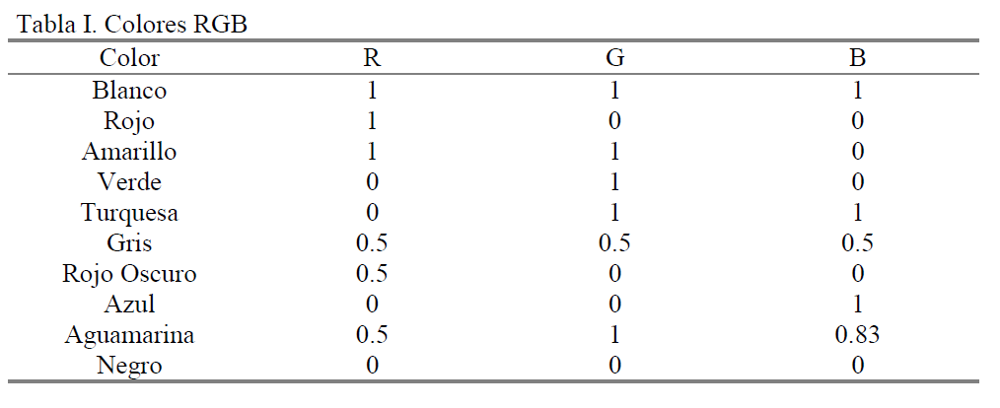 Tabla I. Colores RGB
Color R G B
Blanco 1 1 1
Rojo 1 0 0
Amarillo 1 1 0
Verde 0 1 0
Turquesa 0 1 1
Gris 0.5 0.5 0.5
Rojo Oscuro 0.5 0 0
Azul 0 0 1
Aguamarina 0.5 1 0.83
Negro 0 0 0